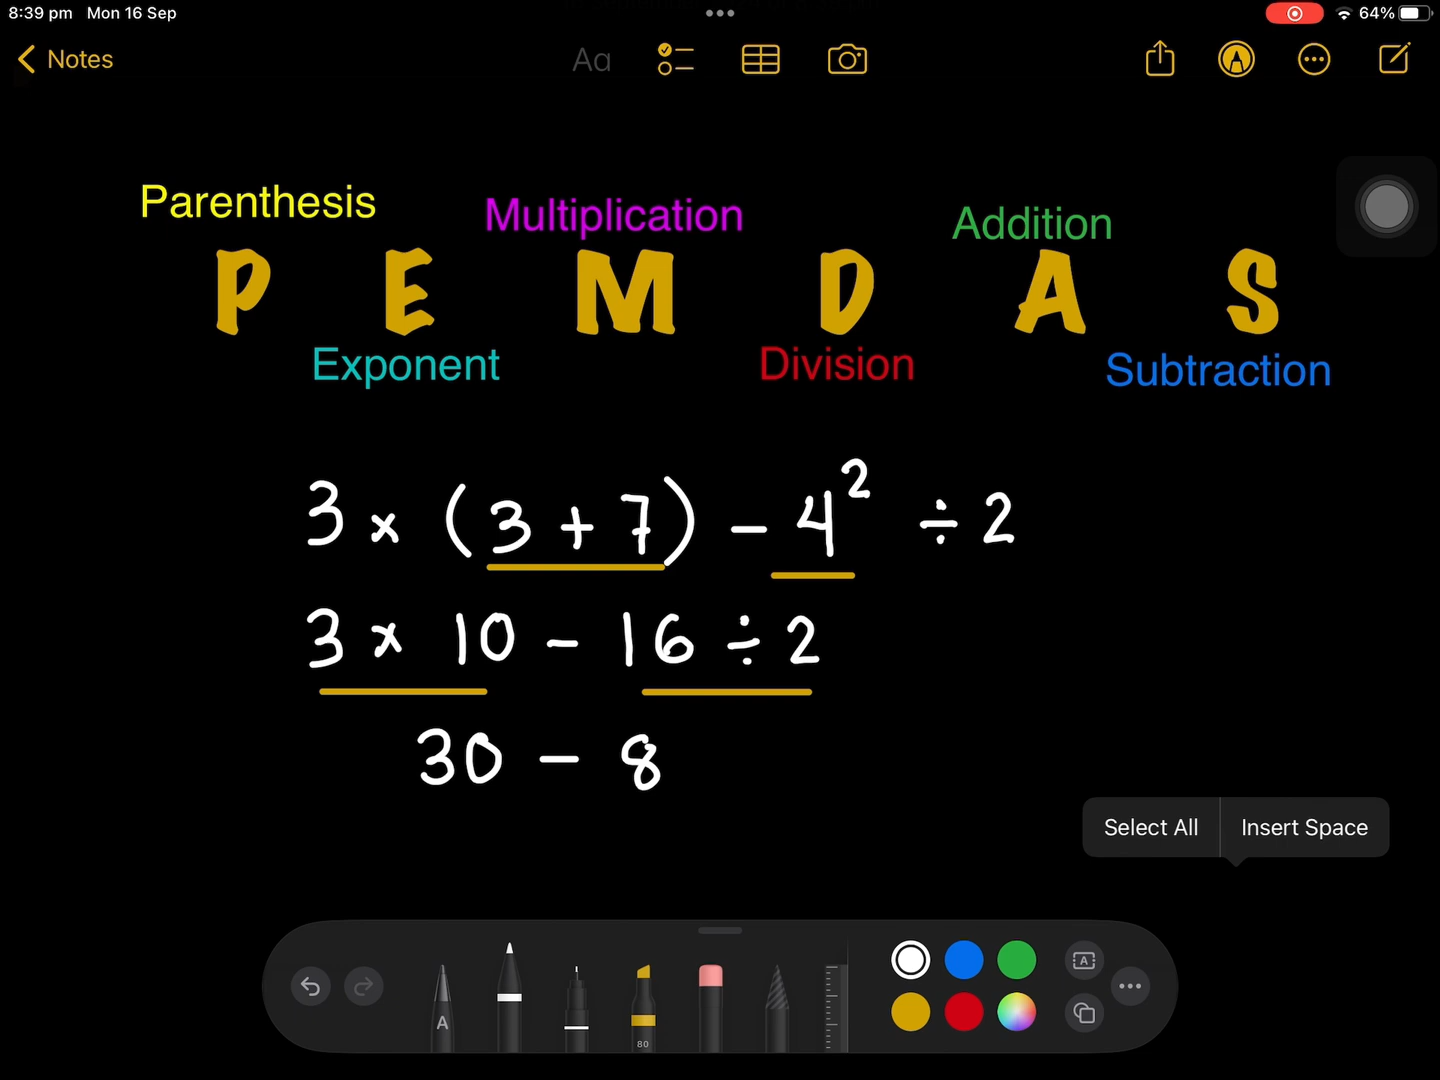 8:39 pm Mon 16 Sep 64%
Notes Aa
Parenthesis Multiplication Addition
P E M D A S
Exponent Division Subtraction
3 × (3 + 7) – 4² ÷ 2
3 × 10 – 16 ÷ 2
30 – 8
Select All Insert Space
A 80 A